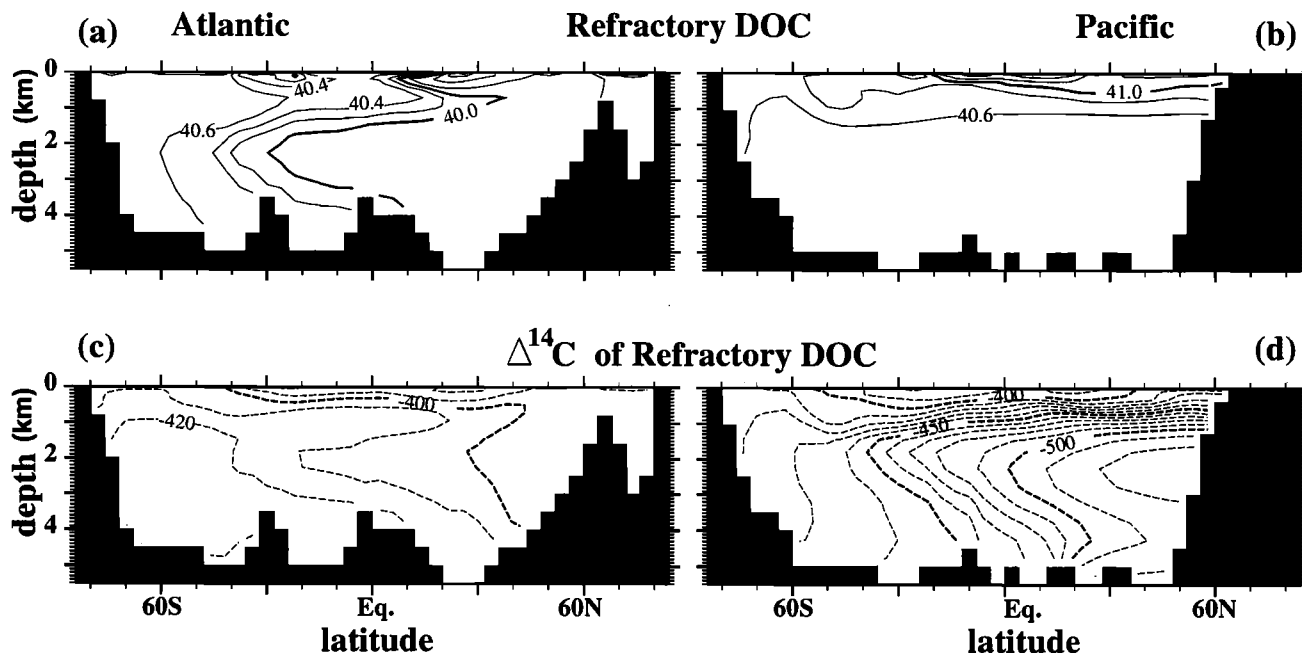 (a) Atlantic Refractory DOC Pacific (b)
0
2
4
depth (km)
40.4
40.4
40.6
40.0
41.0
40.6
(c) Δ14C of Refractory DOC (d)
0
2
4
depth (km)
-400
-420
-400
-450
-500
60S Eq. 60N
latitude
60S Eq. 60N
latitude